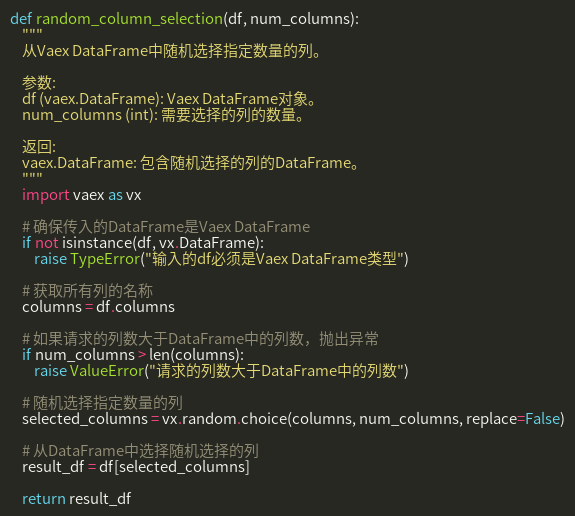 def random_column_selection(df, num_columns):
    """
    从Vaex DataFrame中随机选择指定数量的列。

    参数:
    df (vaex.DataFrame): Vaex DataFrame对象。
    num_columns (int): 需要选择的列的数量。

    返回:
    vaex.DataFrame: 包含随机选择的列的DataFrame。
    """
    import vaex as vx

    # 确保传入的DataFrame是Vaex DataFrame
    if not isinstance(df, vx.DataFrame):
        raise TypeError("输入的df必须是Vaex DataFrame类型")

    # 获取所有列的名称
    columns = df.columns

    # 如果请求的列数大于DataFrame中的列数，抛出异常
    if num_columns > len(columns):
        raise ValueError("请求的列数大于DataFrame中的列数")

    # 随机选择指定数量的列
    selected_columns = vx.random.choice(columns, num_columns, replace=False)

    # 从DataFrame中选择随机选择的列
    result_df = df[selected_columns]

    return result_df